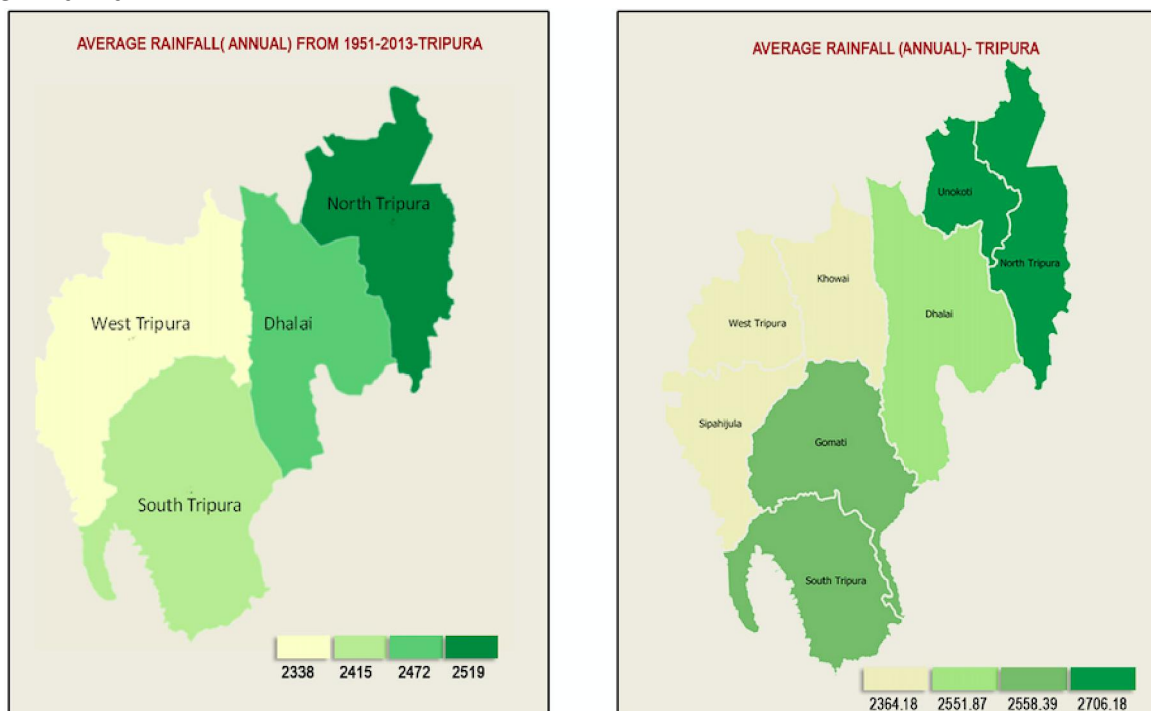 AVERAGE RAINFALL( ANNUAL) FROM 1951-2013-TRIPURA
North Tripura
West Tripura
Dhalai
South Tripura
2338 2415 2472 2519
AVERAGE RAINFALL (ANNUAL)- TRIPURA
Unokoti
North Tripura
Khowai
Dhalai
West Tripura
Sipahijula
Gomati
South Tripura
2364.18 2551.87 2558.39 2706.18